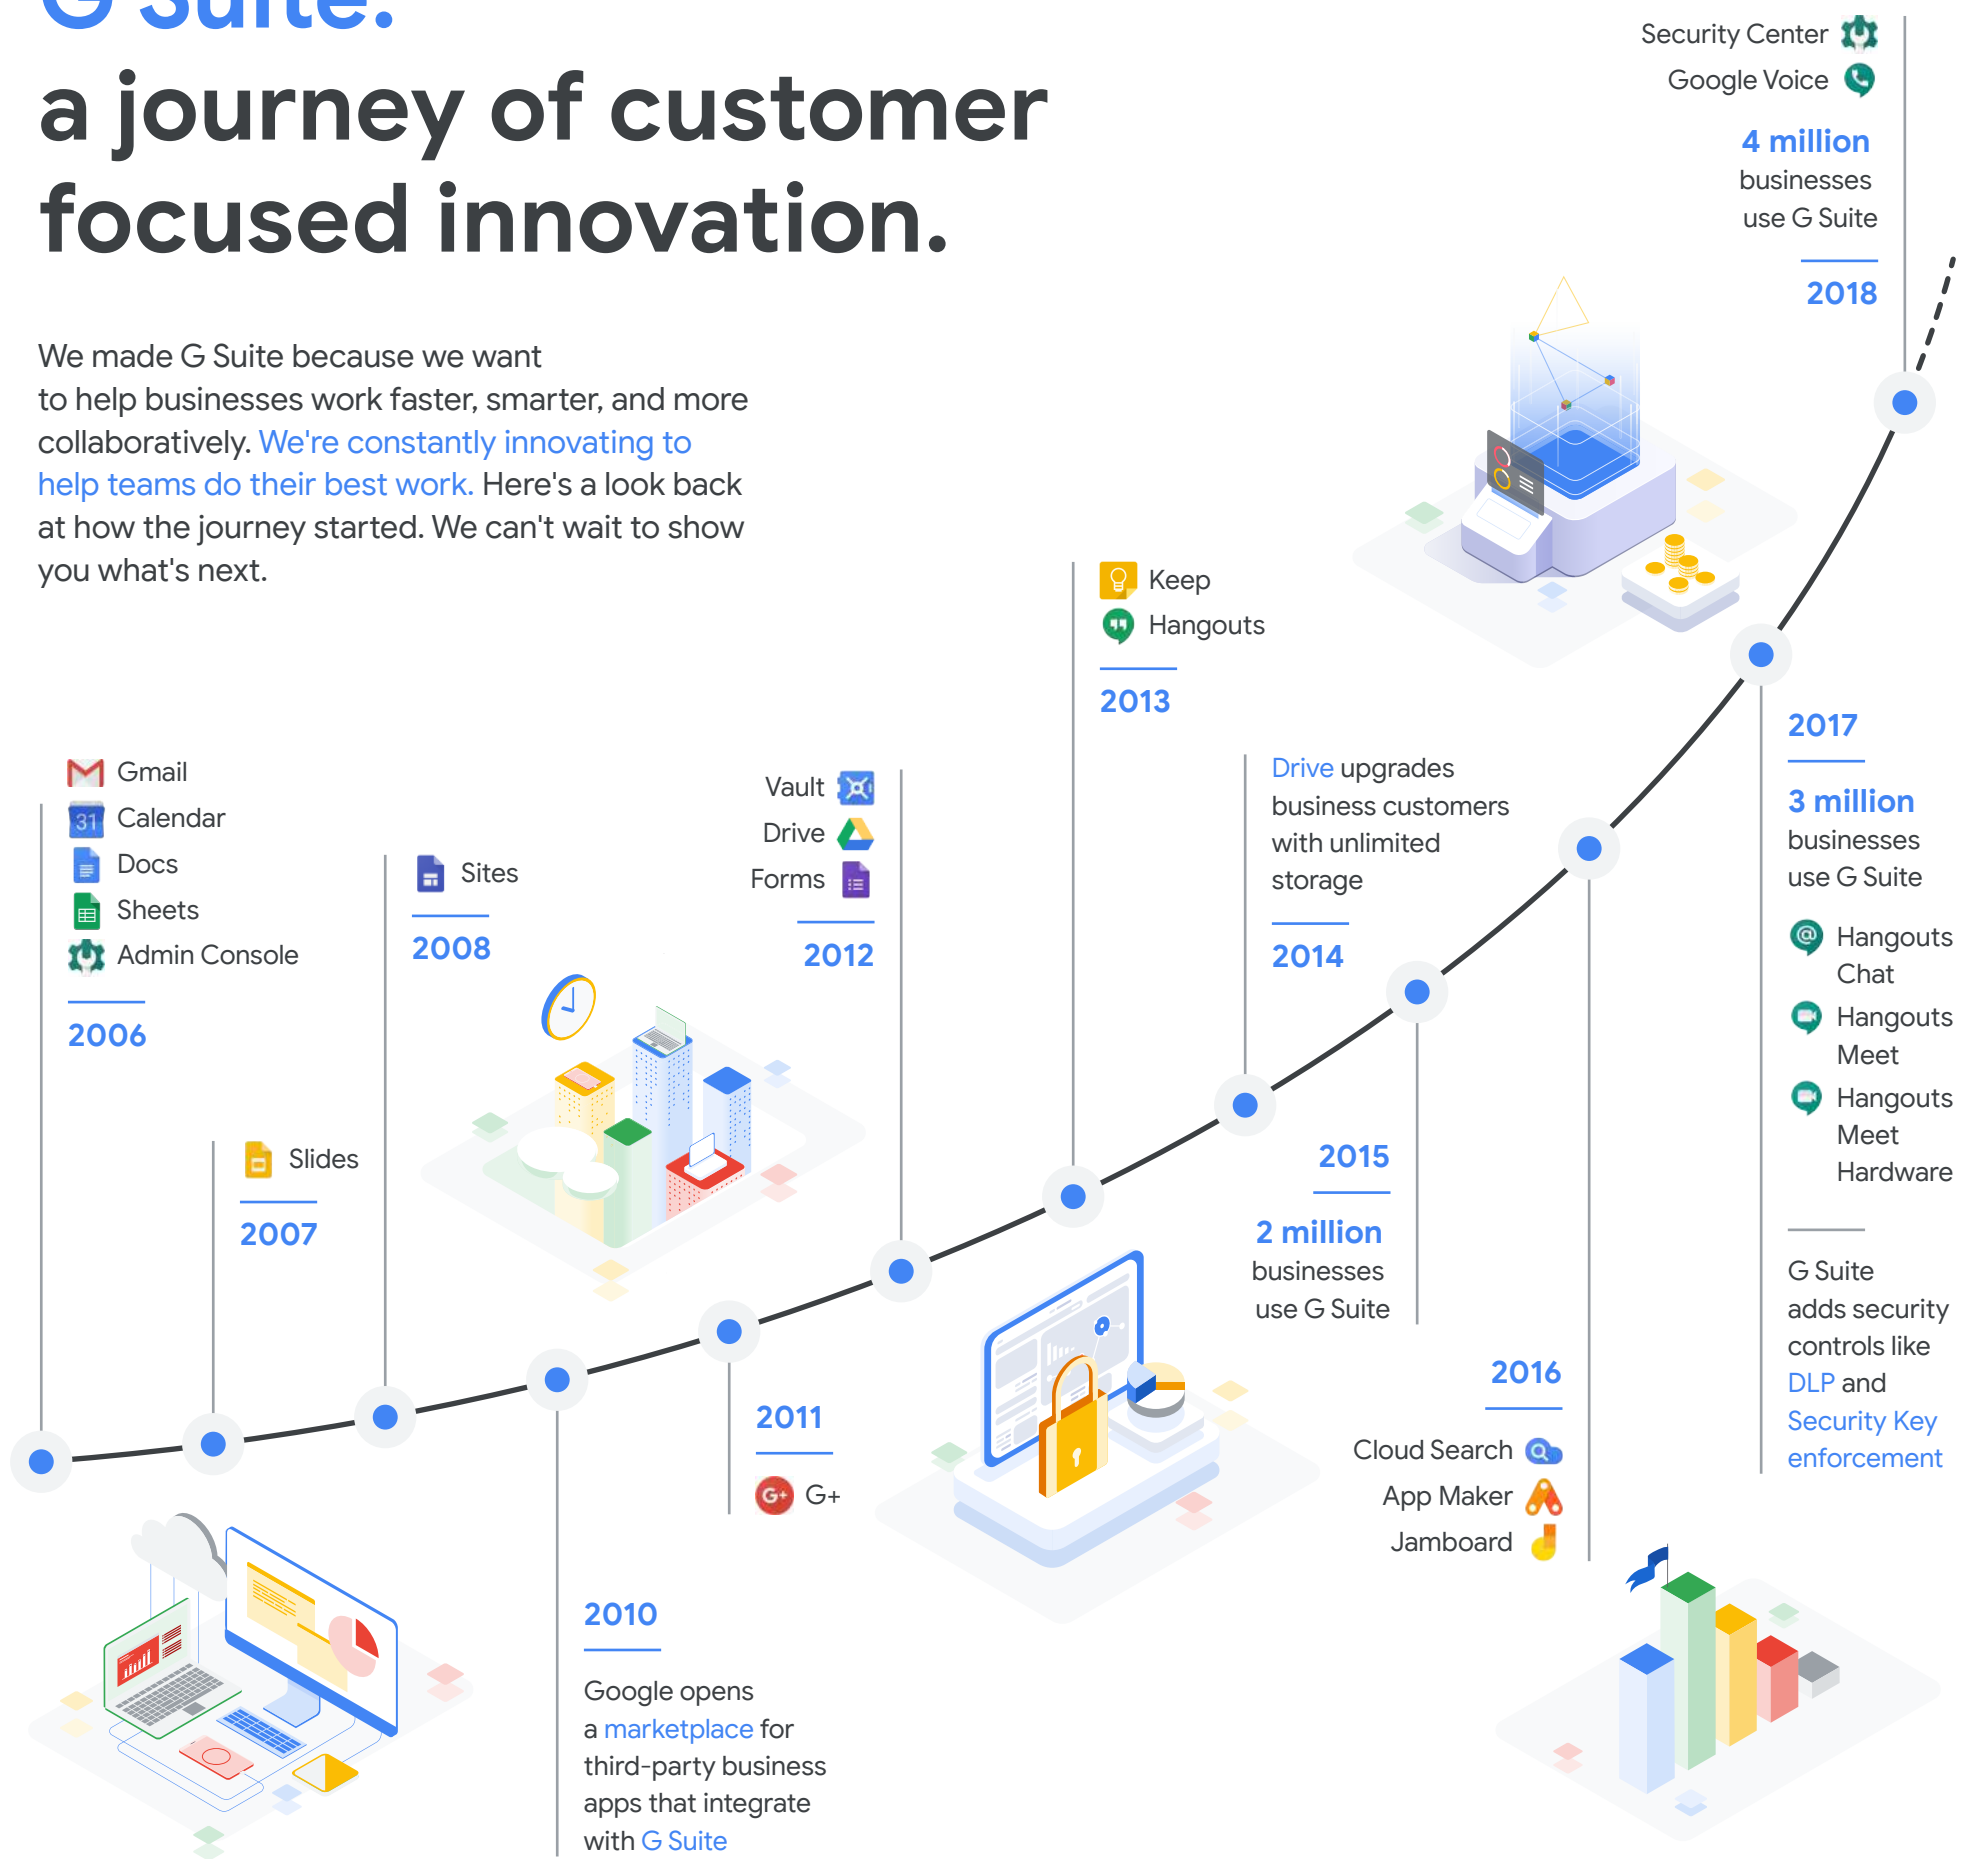 G Suite:
a journey of customer
focused innovation.
We made G Suite because we want
to help businesses work faster, smarter, and more
collaboratively. We're constantly innovating to
help teams do their best work. Here's a look back
at how the journey started. We can't wait to show
you what's next.
Gmail
31
Calendar
Docs
Sheets
Admin Console
2006
Slides
2007
Sites
2008
2010
Google opens
a marketplace for
third-party business
apps that integrate
with G Suite
2011
G+
G+
Vault
Drive
Forms
2012
Keep
Hangouts
2013
Drive upgrades
business customers
with unlimited
storage
2014
2015
2 million
businesses
use G Suite
2016
Cloud Search
App Maker
Jamboard
2017
3 million
businesses
use G Suite
@
Hangouts
Chat
Hangouts
Meet
Hangouts
Meet
Hardware
G Suite
adds security
controls like
DLP and
Security Key
enforcement
Security Center
Google Voice
4 million
businesses
use G Suite
2018